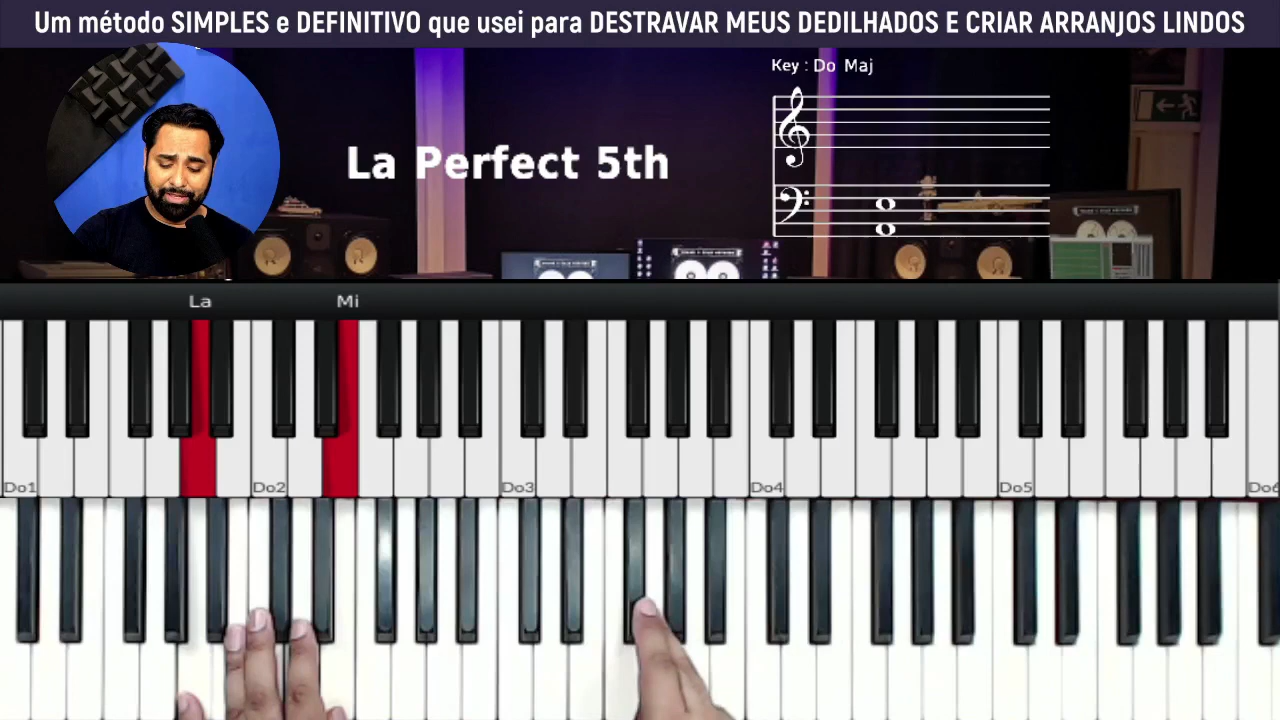 Um método SIMPLES e DEFINITIVO que usei para DESTRAVAR MEUS DEDILHADOS E CRIAR ARRANJOS LINDOS
Key : Do Maj
La Perfect 5th
La Mi
Do1 Do2 Do3 Do4 Do5 Do6